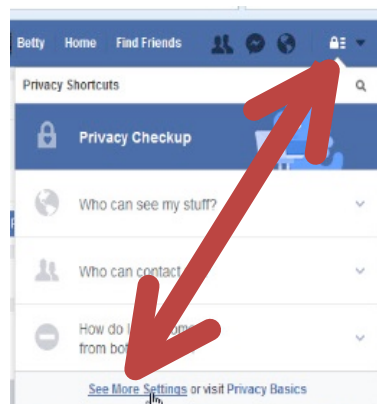 Betty Home Find Friends
Privacy Shortcuts
Privacy Checkup
Who can see my stuff?
Who can contact
How do I
from
See More Settings or visit Privacy Basics